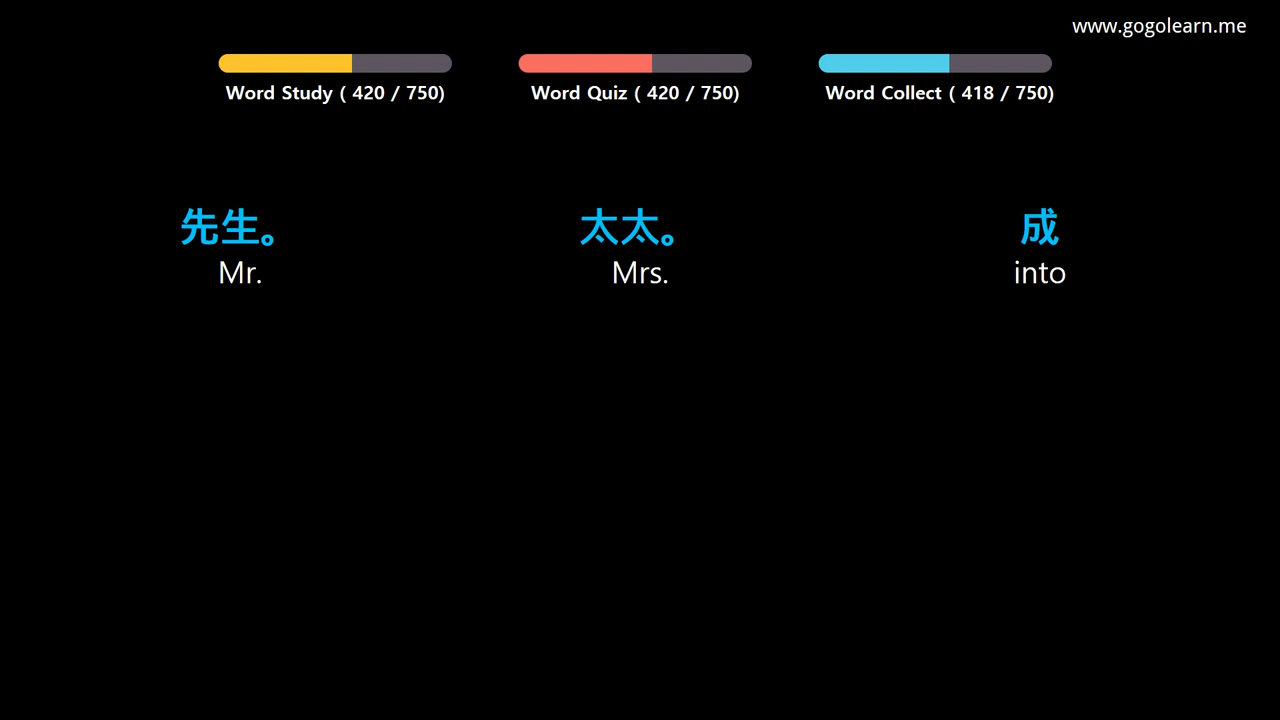 www.gogolearn.me
Word Study ( 420 / 750)
Word Quiz ( 420 / 750)
Word Collect ( 418 / 750)
先生。
Mr.
太太。
Mrs.
成
into